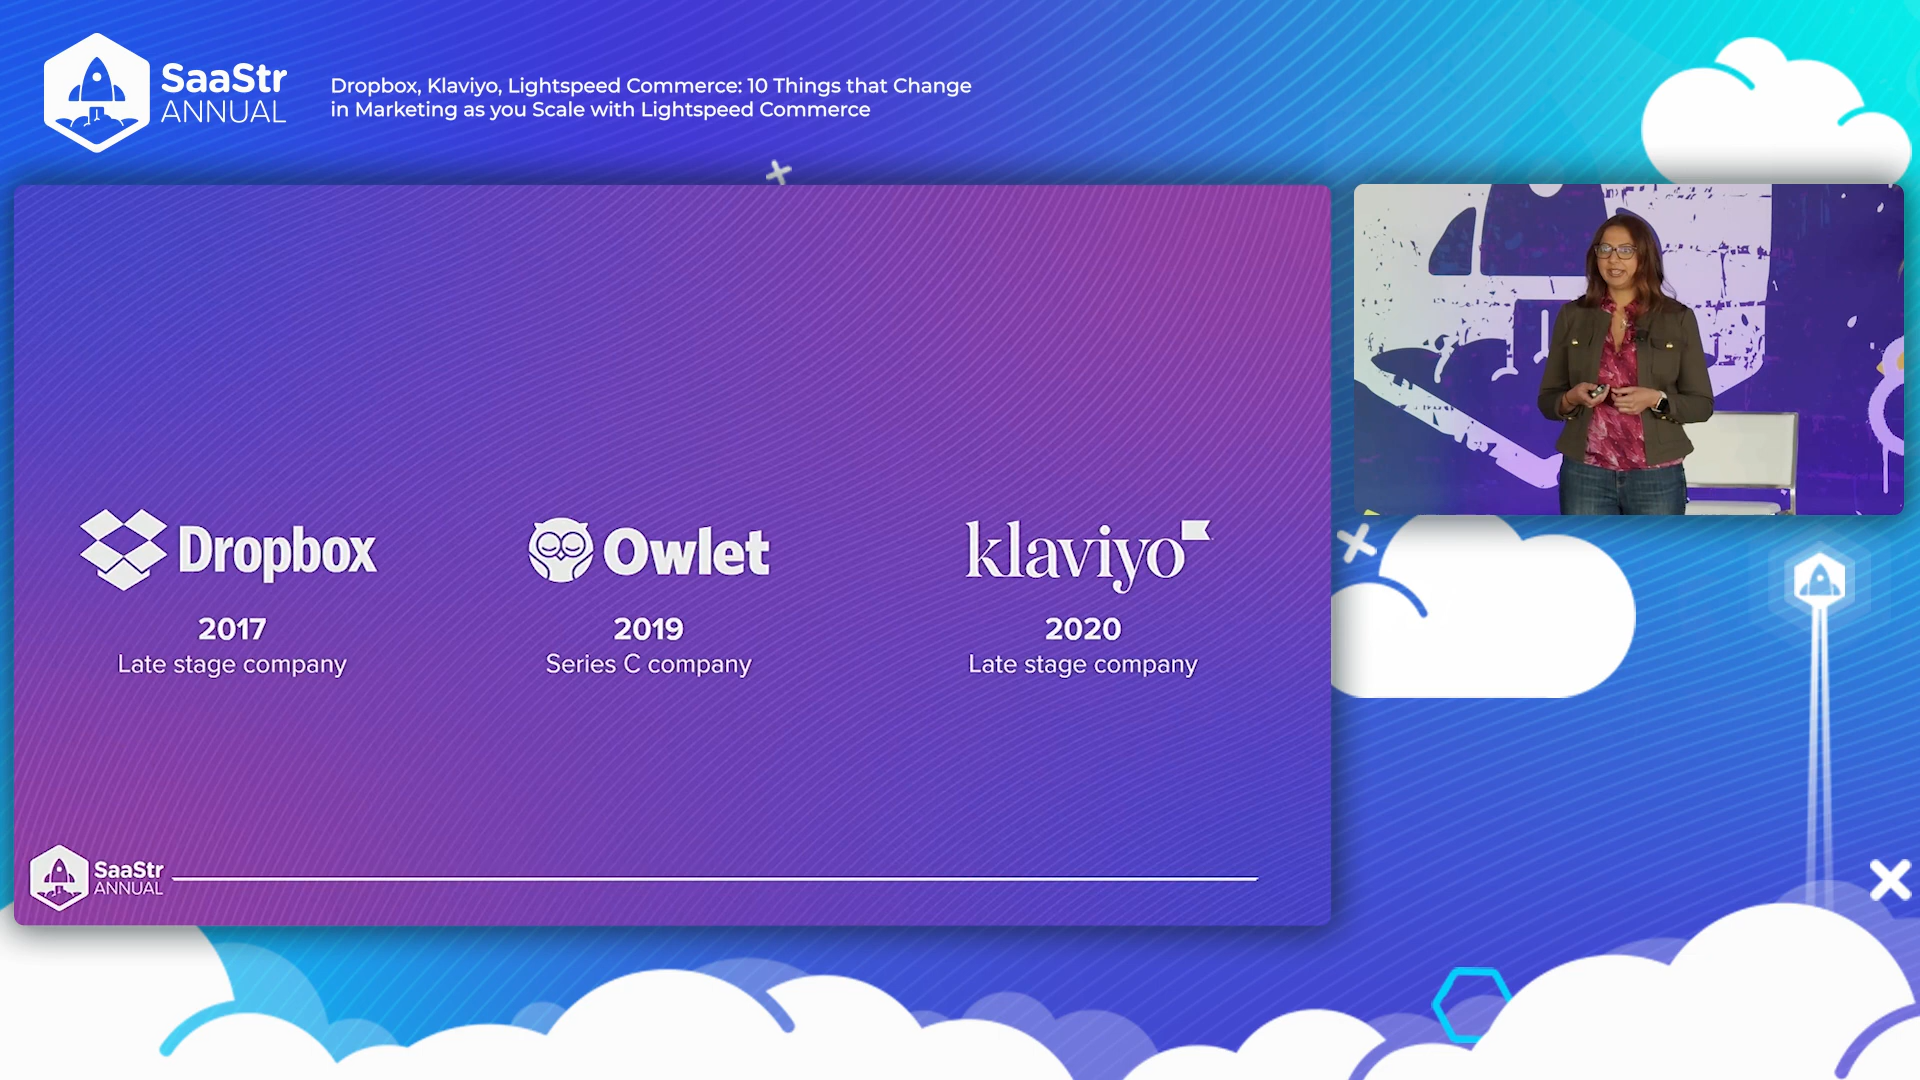 SaaStr
ANNUAL
Dropbox, Klaviyo, Lightspeed Commerce: 10 Things that Change
in Marketing as you Scale with Lightspeed Commerce
Dropbox
2017
Late stage company
Owlet
2019
Series C company
klaviyo
2020
Late stage company
SaaStr
ANNUAL